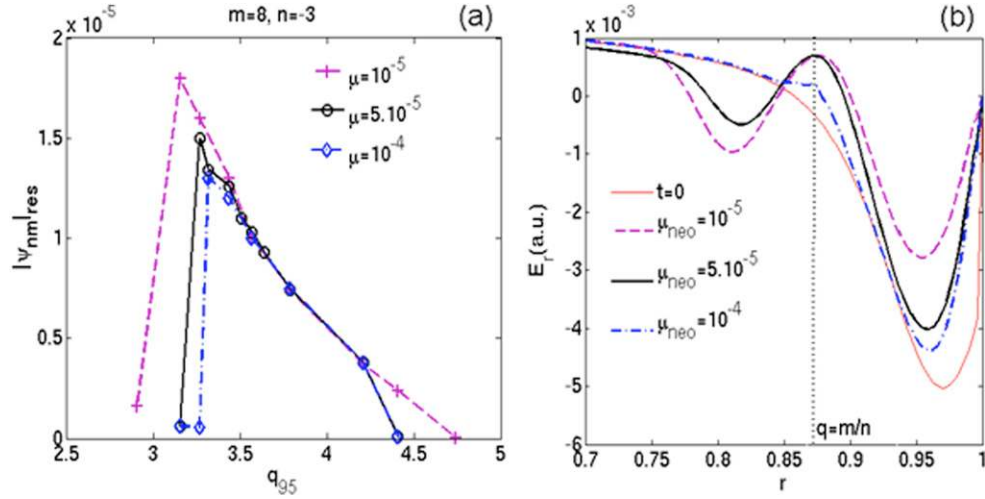 × 10⁻⁵
m=8, n=-3
(a)
2
1.5
1
0.5
0
|ψnm|res
μ=10⁻⁵
μ=5.10⁻⁵
μ=10⁻⁴
2.5 3 3.5 4 4.5 5
q95
x 10⁻³
(b)
1
0
-1
-2
-3
-4
-5
-6
Er(a.u.)
t=0
μneo=10⁻⁵
μneo=5.10⁻⁵
μneo=10⁻⁴
q=m/n
0.7 0.75 0.8 0.85 0.9 0.95 1
r